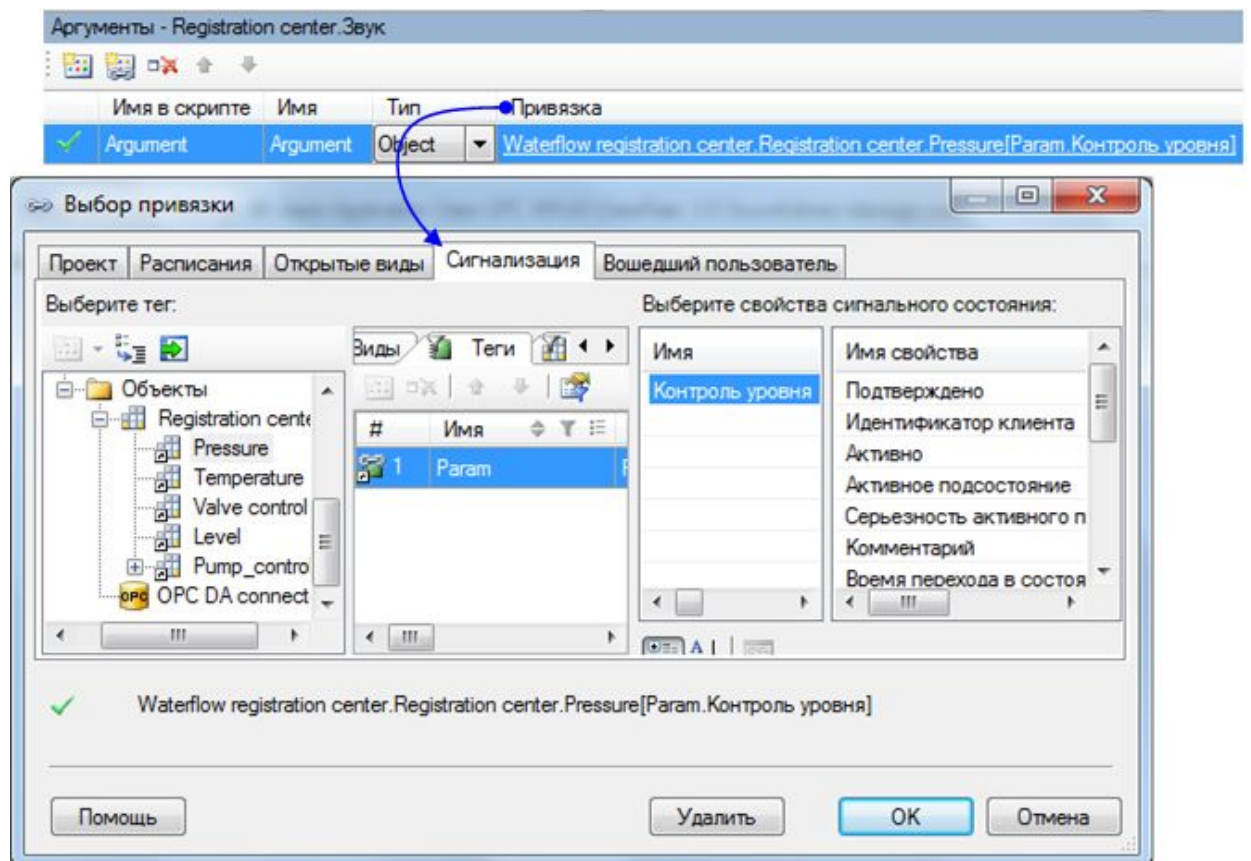 Аргументы - Registration center.Звук
Имя в скрипте Имя Тип Привязка
Argument Argument Object Waterflow registration center.Registration center.Pressure[Param.Контроль уровня]
Выбор привязки
Проект Расписания Открытые виды Сигнализация Вошедший пользователь
Выберите тег: Выберите свойства сигнального состояния:
Виды Теги
Объекты
Registration cente
Pressure
Temperature
Valve control
Level
Pump_contro
OPC OPC DA connect
# Имя
1 Param
Имя Имя свойства
Контроль уровня Подтверждено
Идентификатор клиента
Активно
Активное подсостояние
Серьезность активного п
Комментарий
Время перехода в состоя
Waterflow registration center.Registration center.Pressure[Param.Контроль уровня]
Помощь Удалить OK Отмена